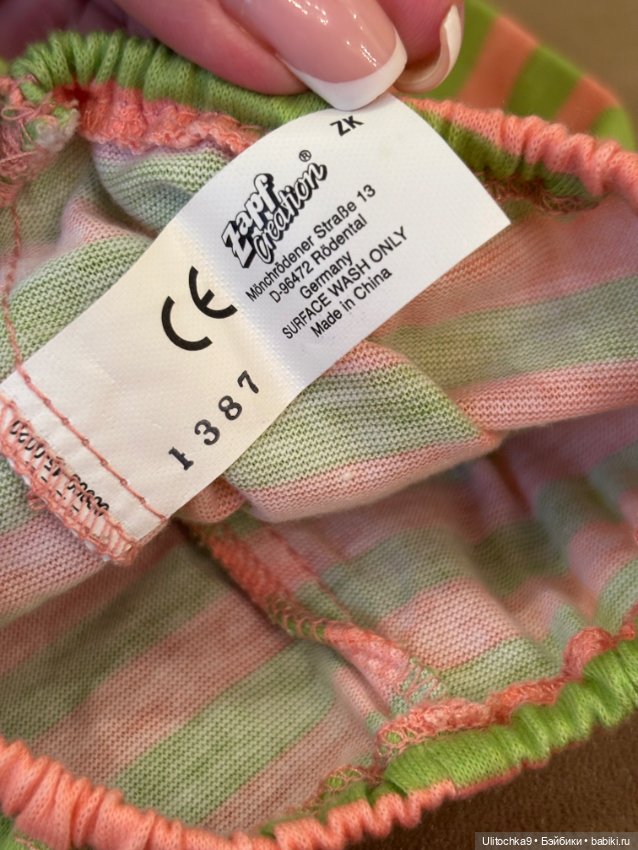 ZK
Zapf
Creation®
Mönchrödener Straße 13
D-96472 Rödental
Germany
SURFACE WASH ONLY
Made in China
CE
1387
Ulitochka9 • Бэйбики • babiki.ru